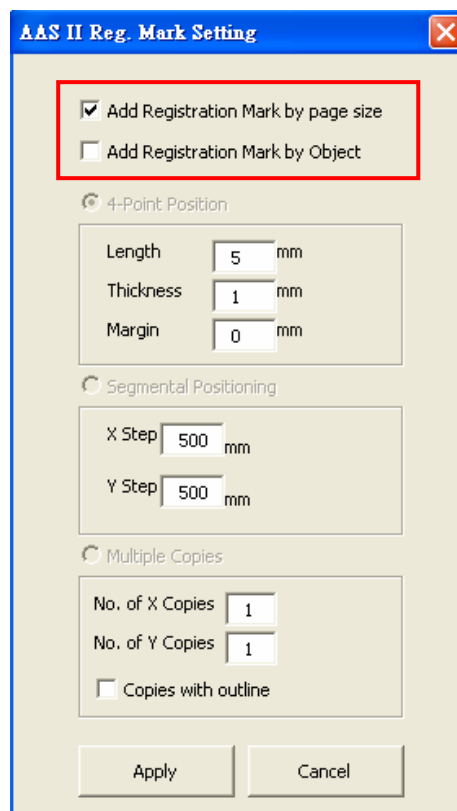 AAS II Reg. Mark Setting
Add Registration Mark by page size
Add Registration Mark by Object
4-Point Position
Length 5 mm
Thickness 1 mm
Margin 0 mm
Segmental Positioning
X Step 500 mm
Y Step 500 mm
Multiple Copies
No. of X Copies 1
No. of Y Copies 1
Copies with outline
Apply Cancel